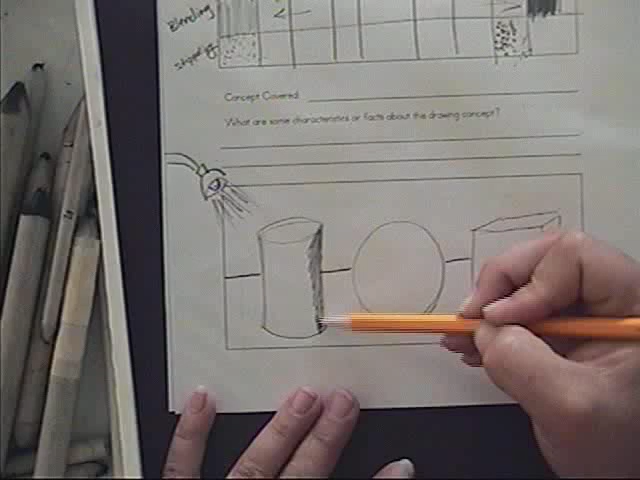 Blending
Stippling
Concept Covered:
What are some characteristics or facts about the drawing concept?